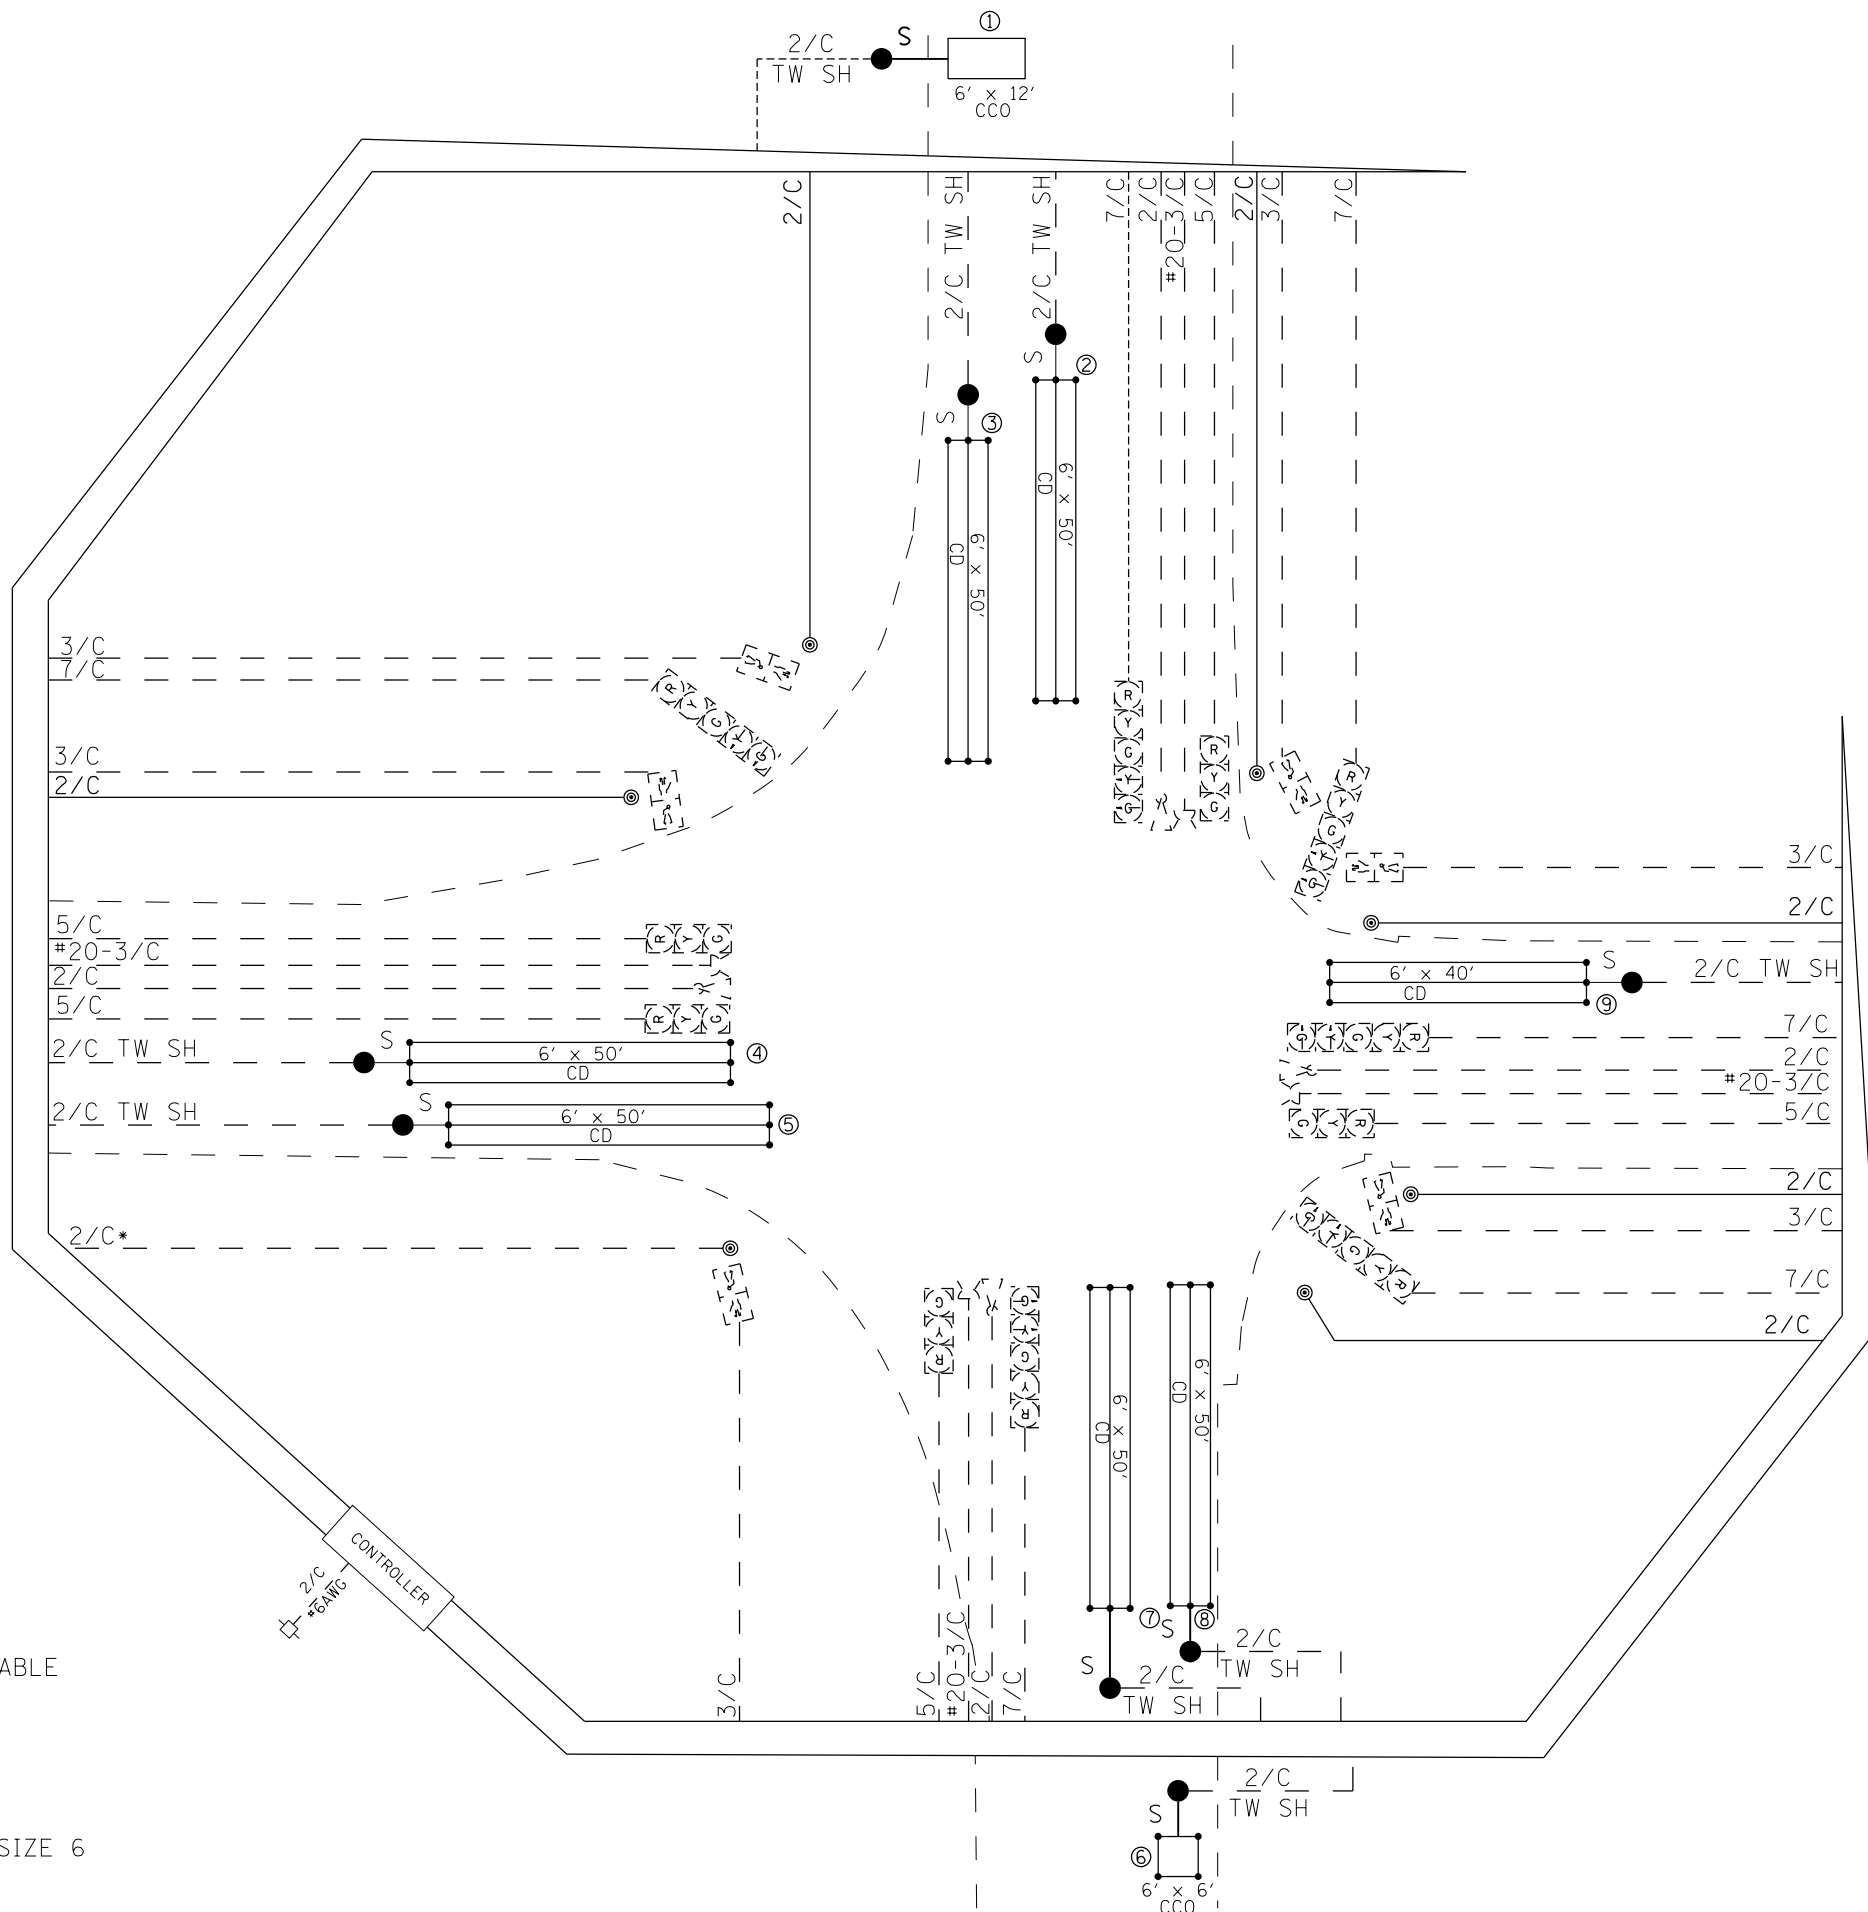 ①
2/C
S
TW SH
6' x 12'
CCO
2/C
2/C TW SH
2/C TW SH
7/C
2/C
#20-3/C
5/C
2/C
3/C
7/C
S
②
S
③
6' x 50'
CD
6' x 50'
CD
3/C
7/C
R
Y
G
Y
G
3/C
2/C
R
Y
G
Y
G
R
Y
G
R
Y
G
Y
G
3/C
2/C
5/C
R Y G
#20-3/C
2/C
5/C
R Y G
2/C TW SH
S
6' x 50'
CD
④
2/C TW SH
S
6' x 50'
CD
⑤
6' x 40'
CD
S
2/C TW SH
⑨
G Y G Y R
7/C
2/C
#20-3/C
G Y R
5/C
2/C
3/C
G
Y
G
Y
R
7/C
2/C
2/C*
G
Y
R
G
Y
G
Y
R
6' x 50'
CD
6' x 50'
CD
CONTROLLER
2/C
#6AWG
3/C
5/C
#20-3/C
2/C
7/C
⑦
S
⑧
2/C
TW SH
S
2/C
TW SH
ABLE
2/C
TW SH
S
⑥
6' x 6'
CCO
SIZE 6